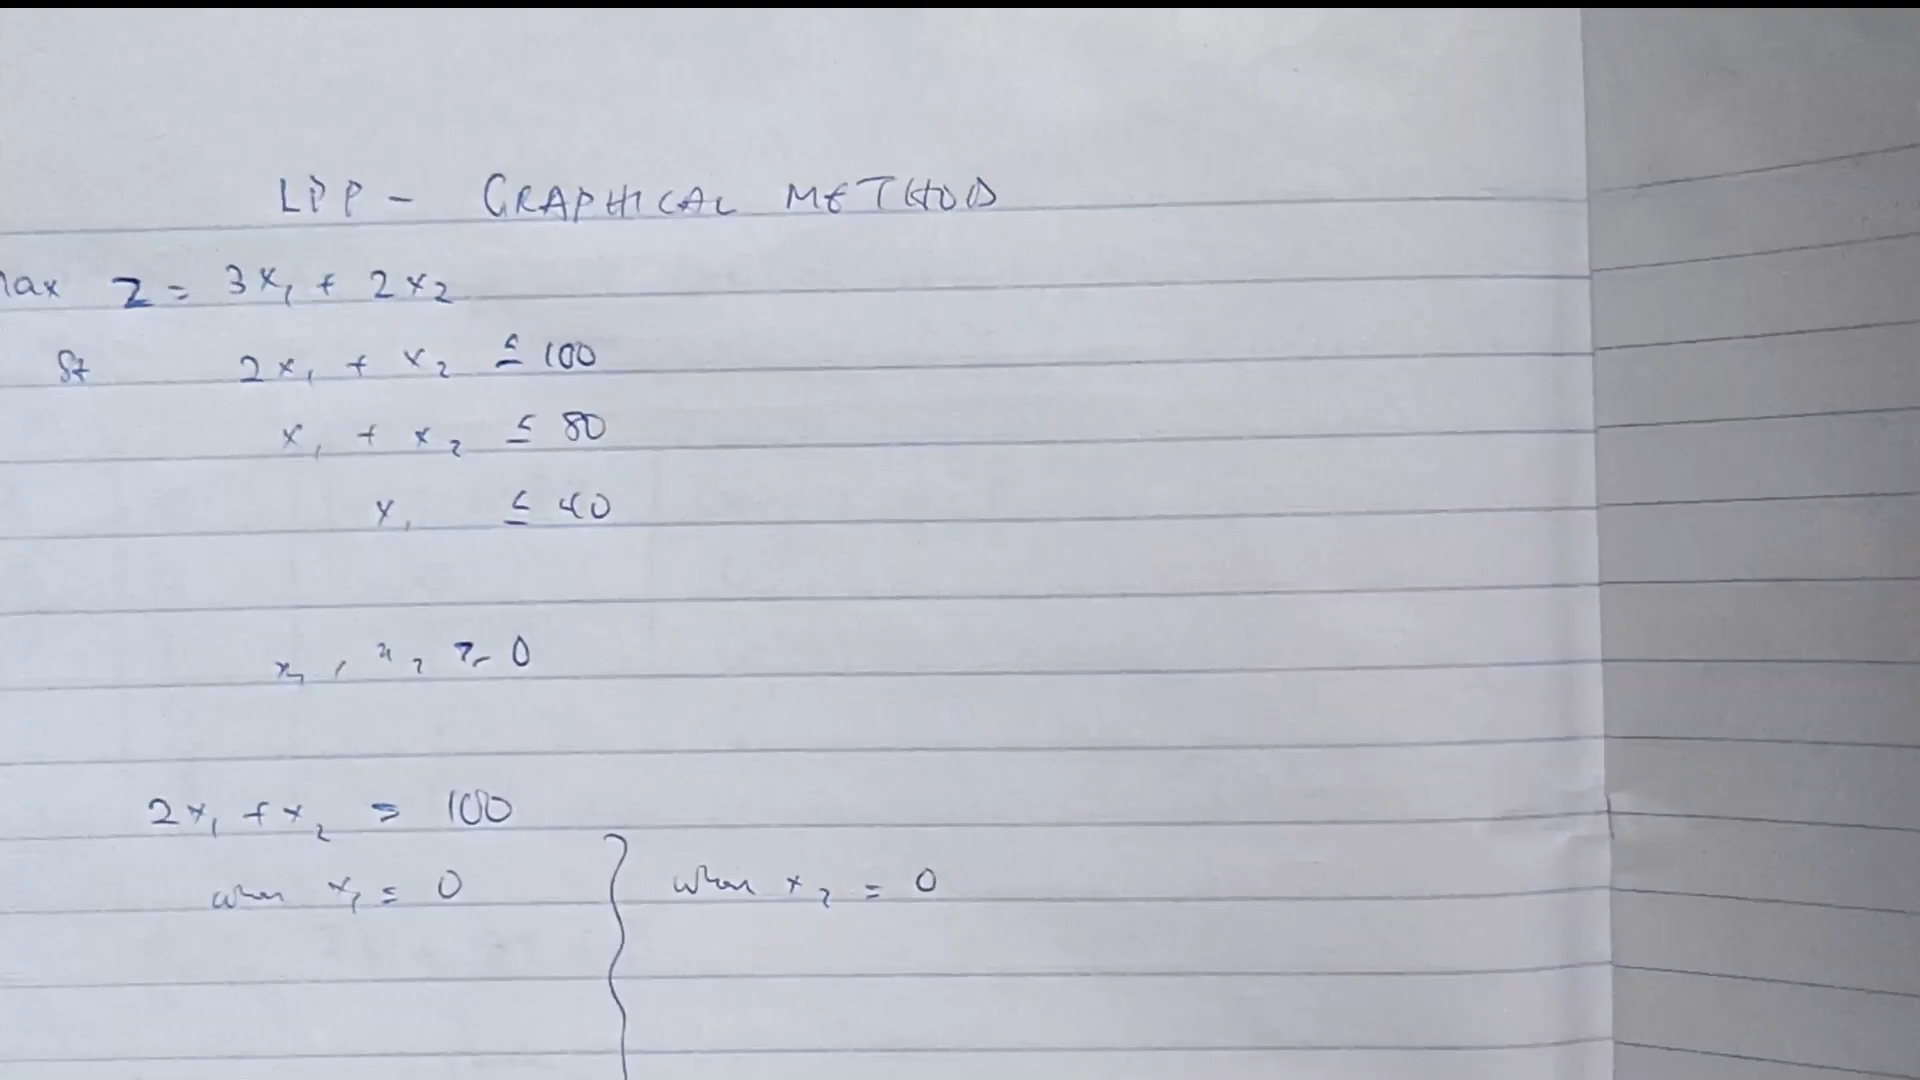 LPP - GRAPHICAL METHOD
Max Z = 3x₁ + 2x₂
St 2x₁ + x₂ ≤ 100
x₁ + x₂ ≤ 80
x₁ ≤ 40
x₁, x₂ ≥ 0
2x₁ + x₂ = 100
when x₁ = 0 when x₂ = 0